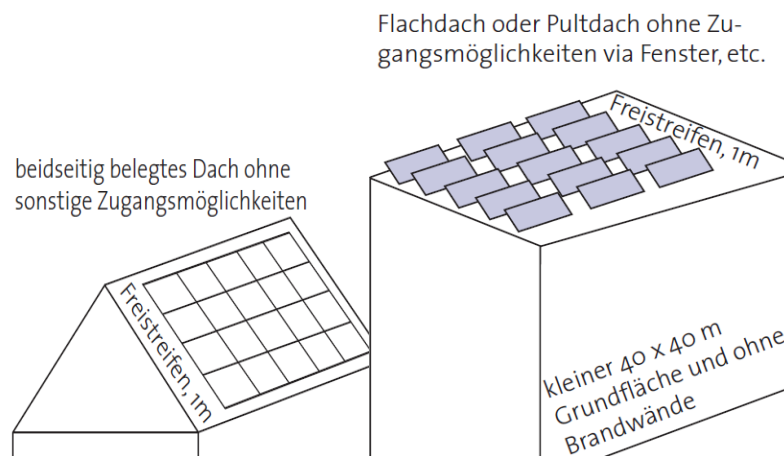 Flachdach oder Pultdach ohne Zu-
gangsmöglichkeiten via Fenster, etc.
Freistreifen, 1m
beidseitig belegtes Dach ohne
sonstige Zugangsmöglichkeiten
Freistreifen, 1m
kleiner 40 x 40 m
Grundfläche und ohne
Brandwände